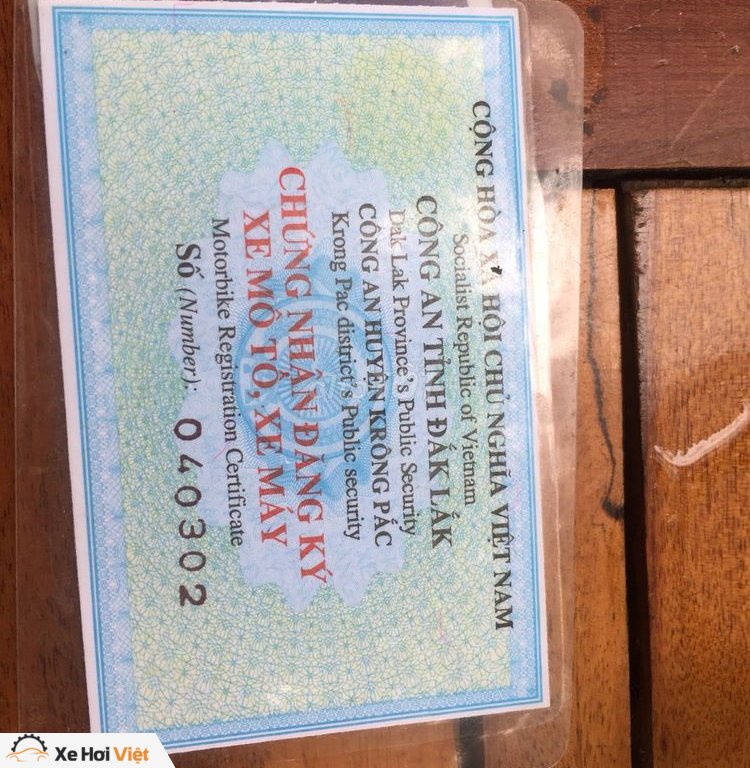 CỘNG HÒA XÃ HỘI CHỦ NGHĨA VIỆT NAM
Socialist Republic of Vietnam
CÔNG AN TỈNH ĐẮK LẮK
Dak Lak Province's Public Security
CÔNG AN HUYỆN KRÔNG PẮC
Krong Pac district's Public security
CHỨNG NHẬN ĐĂNG KÝ
XE MÔ TÔ, XE MÁY
Motorbike Registration Certificate
Số (Number): 040302
Xe Hơi Việt